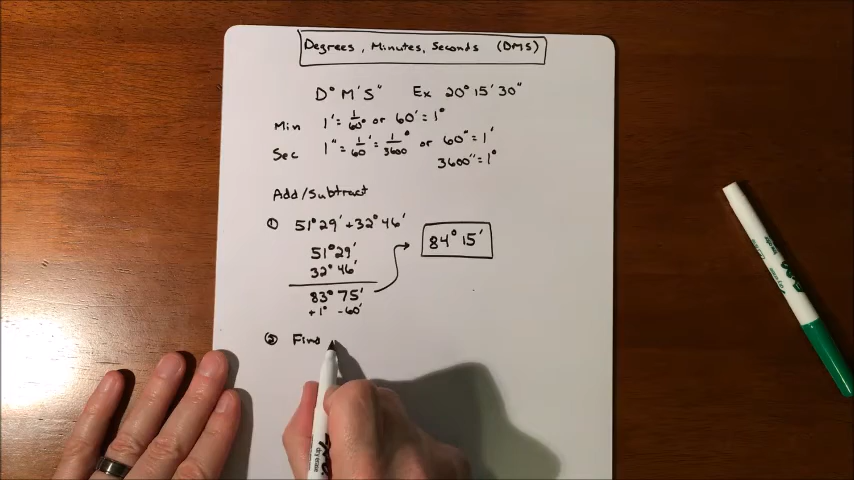 Degrees, Minutes, Seconds (DMS)
D° M' S" Ex 20° 15' 30"
Min 1' = 1/60° or 60' = 1°
Sec 1" = 1/60' = 1/3600° or 60" = 1'
3600" = 1°
Add/Subtract
① 51° 29' + 32° 46'
51° 29'
32° 46'
83° 75'
+1° -60'
84° 15'
② Find
dry erase